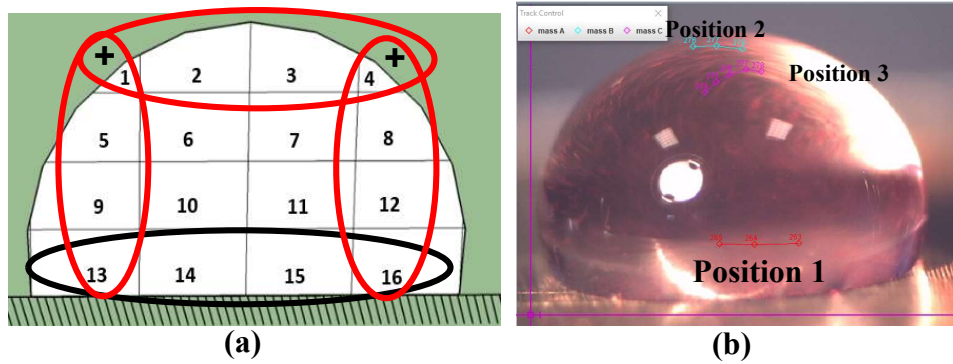 + +
1 2 3 4
5 6 7 8
9 10 11 12
13 14 15 16
(a)
Track Control
mass A mass B mass C
Position 2
Position 3
264
Position 1
(b)